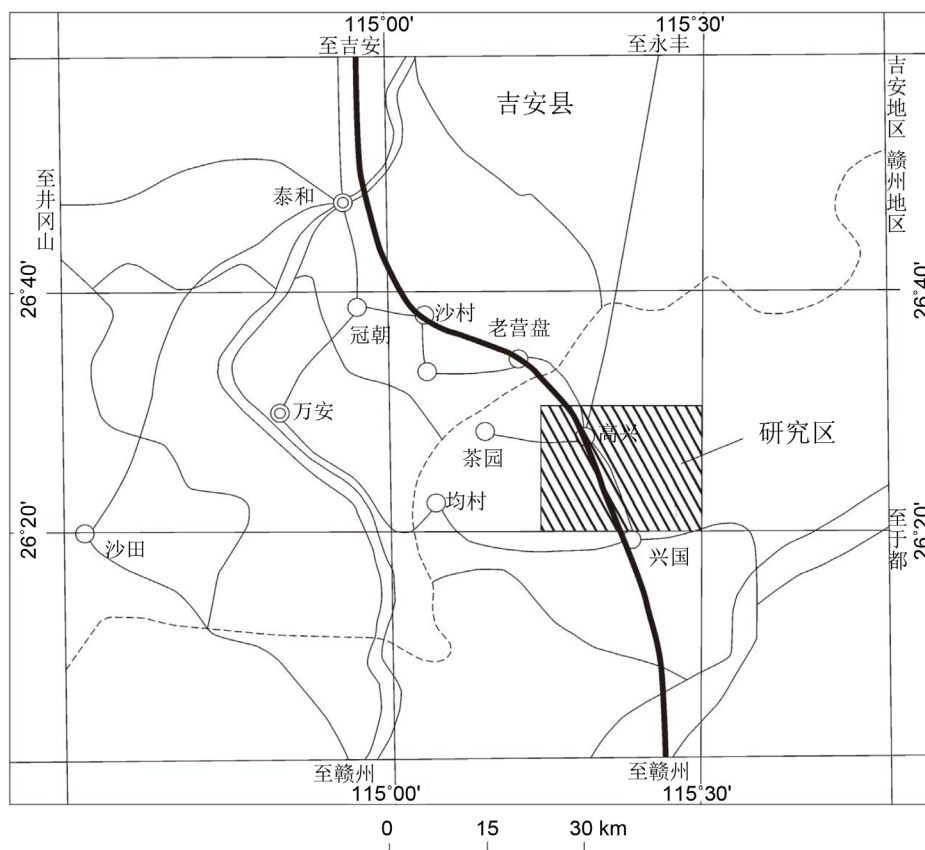 115°00'
115°30'
至吉安
至永丰
吉安地区
赣州地区
吉安县
至井冈山
泰和
26°40'
26°40'
沙村
冠朝
老营盘
万安
高兴
研究区
茶园
均村
26°20'
26°20'
沙田
兴国
至于都
至赣州
至赣州
115°00'
115°30'
0
15
30 km